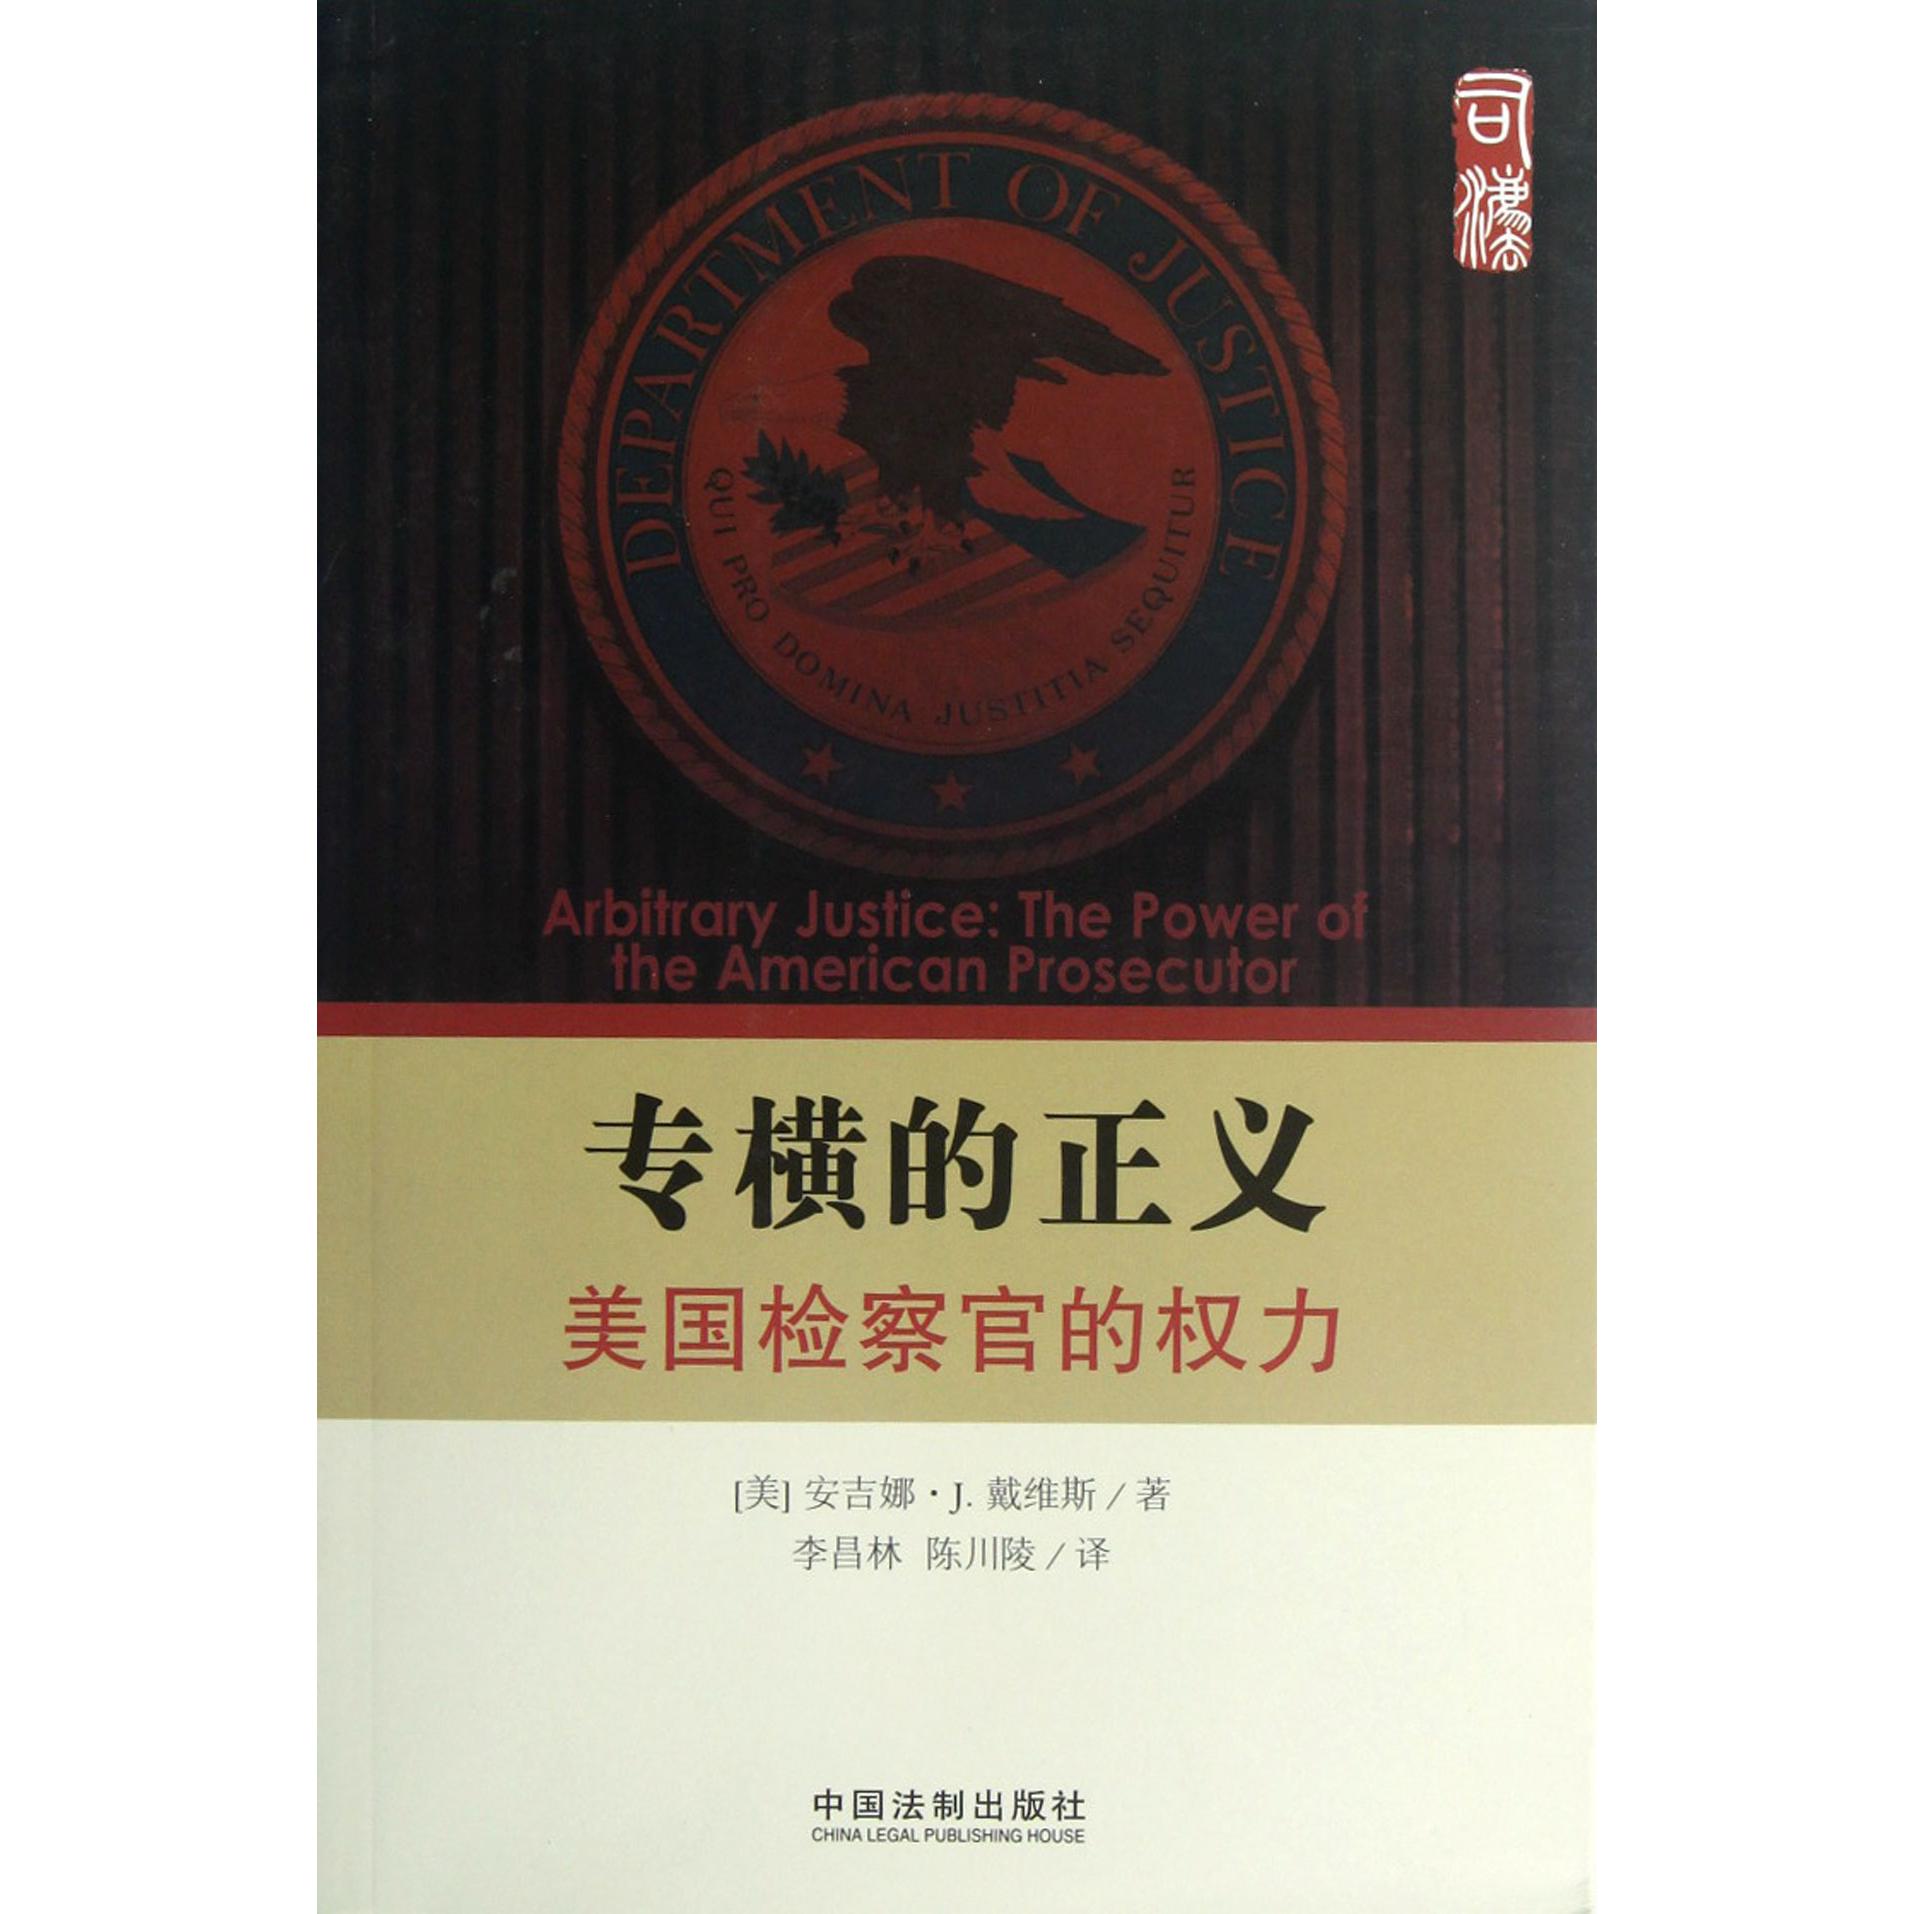 司灋
DEPARTMENT OF JUSTICE
QUI PRO DOMINA JUSTITIA SEQUITUR
Arbitrary Justice: The Power of
the American Prosecutor
专横的正义
美国检察官的权力
[美] 安吉娜·J. 戴维斯 / 著
李昌林 陈川陵 / 译
中国法制出版社
CHINA LEGAL PUBLISHING HOUSE